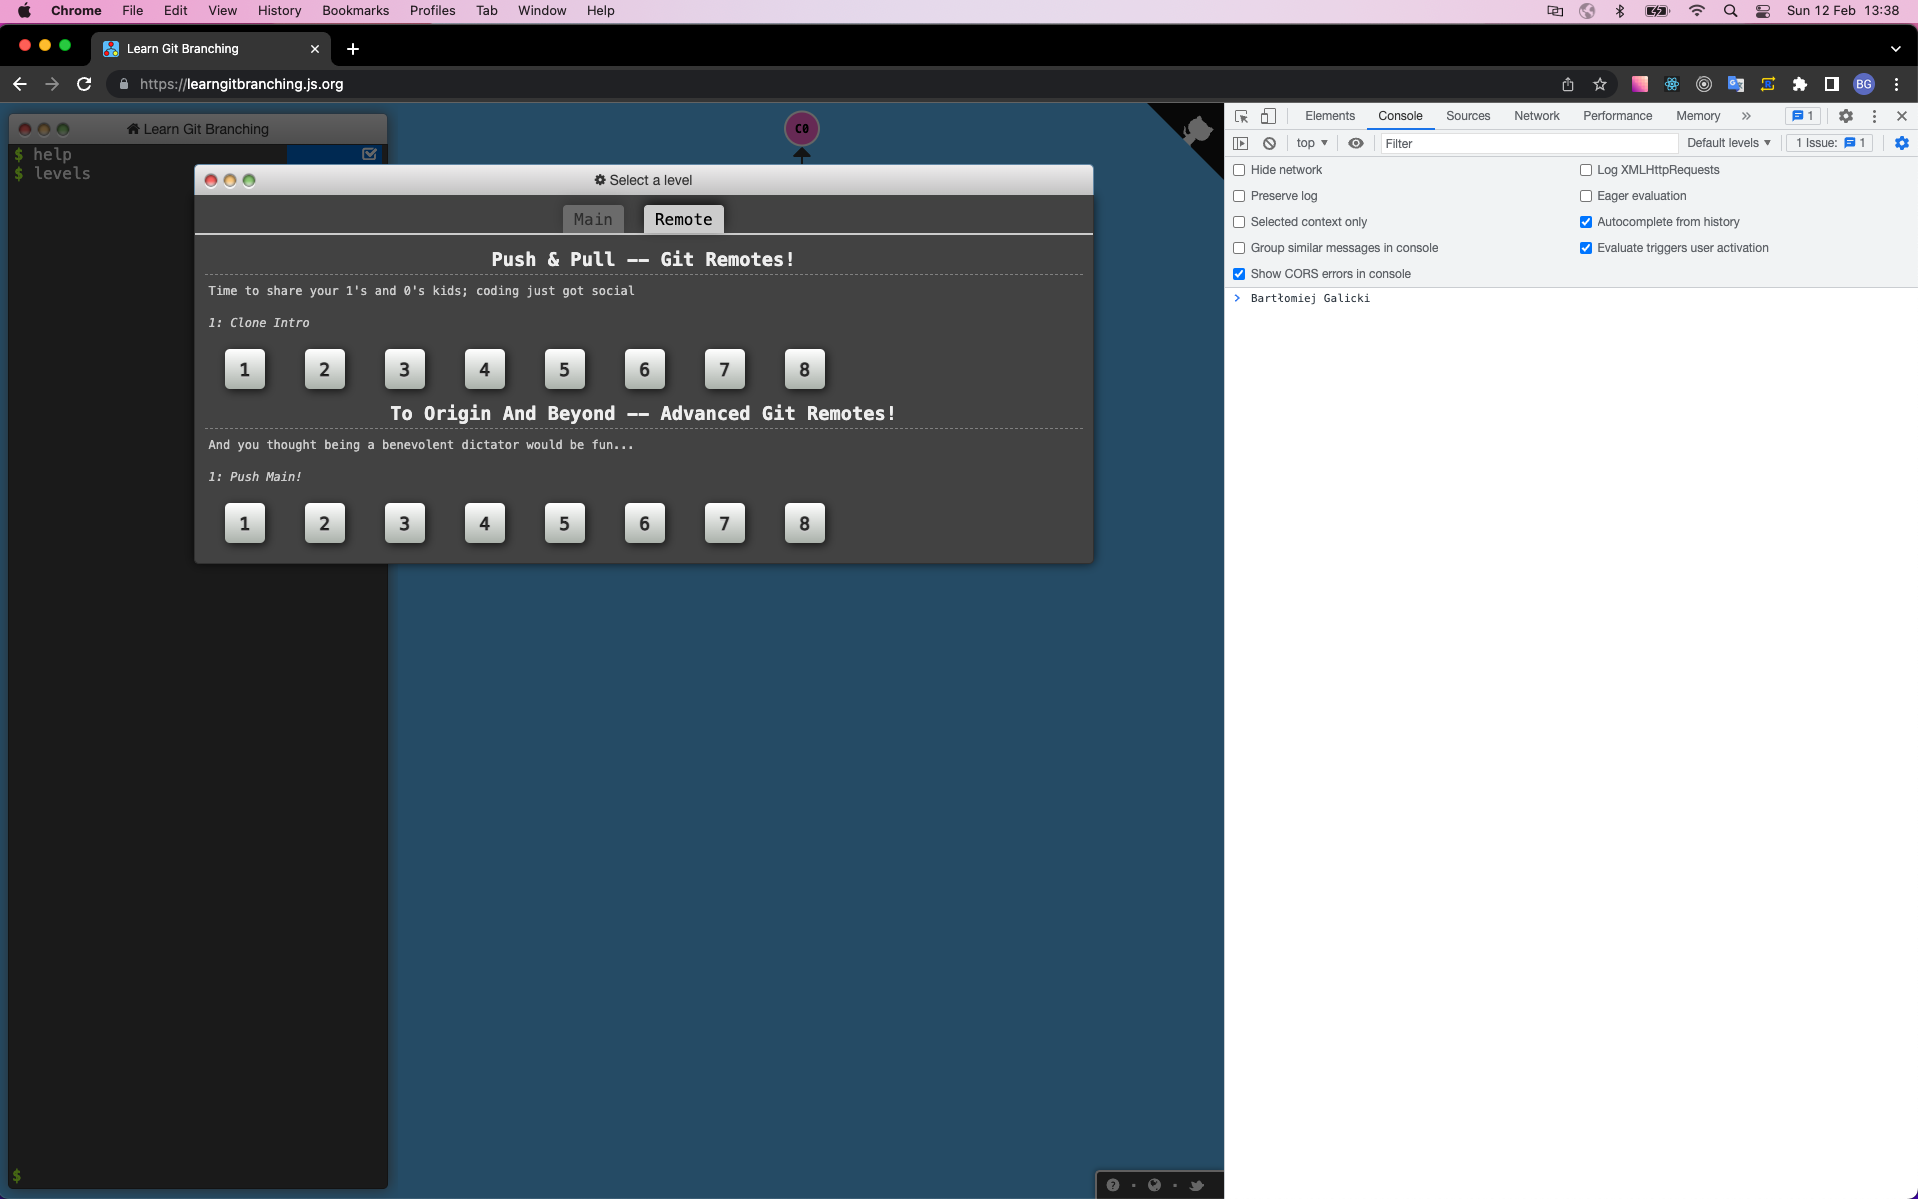 Chrome File Edit View History Bookmarks Profiles Tab Window Help Sun 12 Feb 13:38
Learn Git Branching
https://learngitbranching.js.org BG
Learn Git Branching
$ help
$ levels
$
C0
Select a level
Main Remote
Push & Pull -- Git Remotes!
Time to share your 1's and 0's kids; coding just got social
1: Clone Intro
1 2 3 4 5 6 7 8
To Origin And Beyond -- Advanced Git Remotes!
And you thought being a benevolent dictator would be fun...
1: Push Main!
1 2 3 4 5 6 7 8
Elements Console Sources Network Performance Memory » 1
top Filter Default levels 1 Issue: 1
Hide network Log XMLHttpRequests
Preserve log Eager evaluation
Selected context only Autocomplete from history
Group similar messages in console Evaluate triggers user activation
Show CORS errors in console
Bartłomiej Galicki